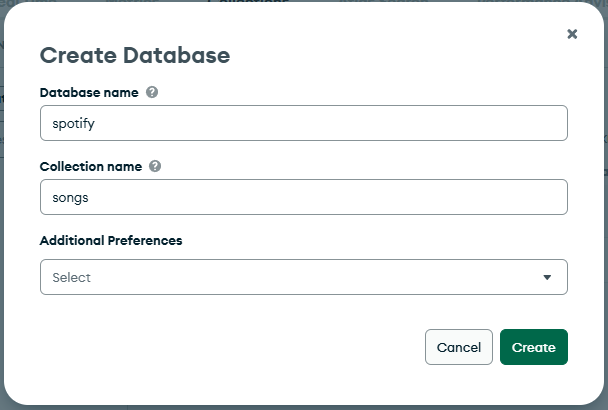 Create Database
Database name
spotify
Collection name
songs
Additional Preferences
Select
Cancel Create